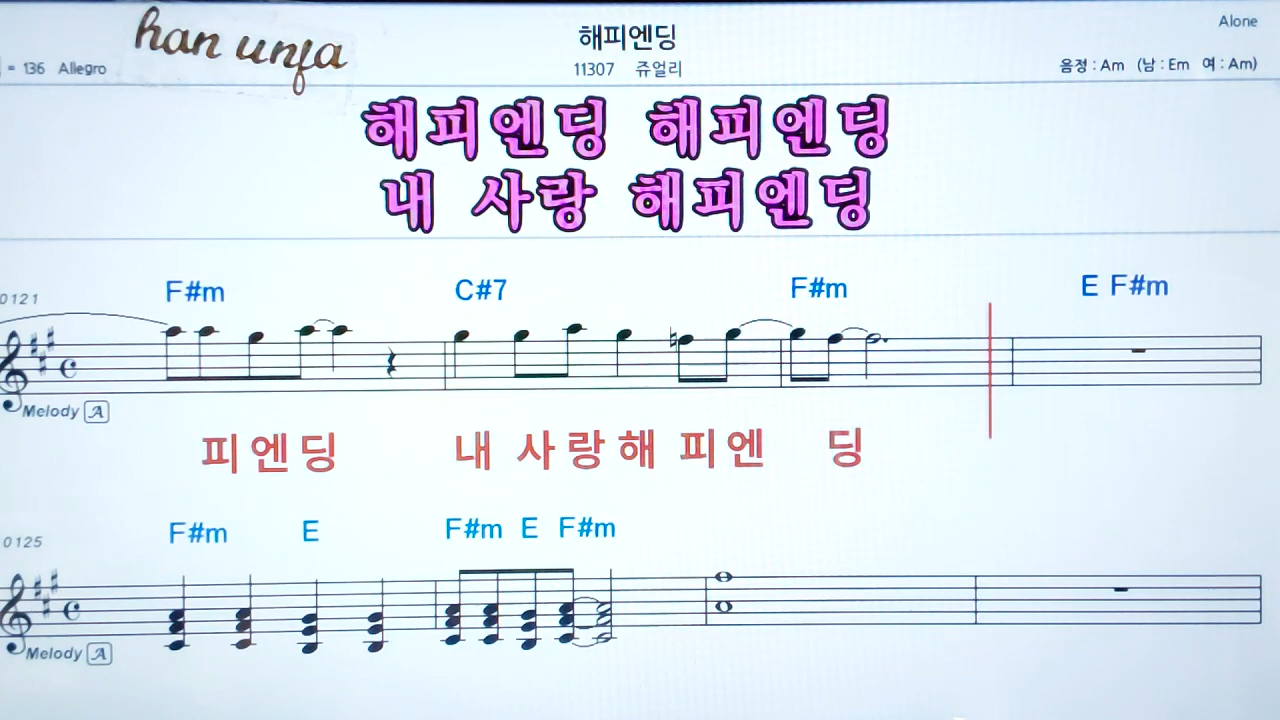 han unja
해피엔딩
Alone
= 136 Allegro
11307 쥬얼리
음정 : Am (남 : Em 여 : Am)
해피엔딩 해피엔딩
내 사랑 해피엔딩
F#m C#7 F#m E F#m
0121
Melody A
피 엔 딩 내 사 랑 해 피 엔 딩
F#m E F#m E F#m
0125
Melody A